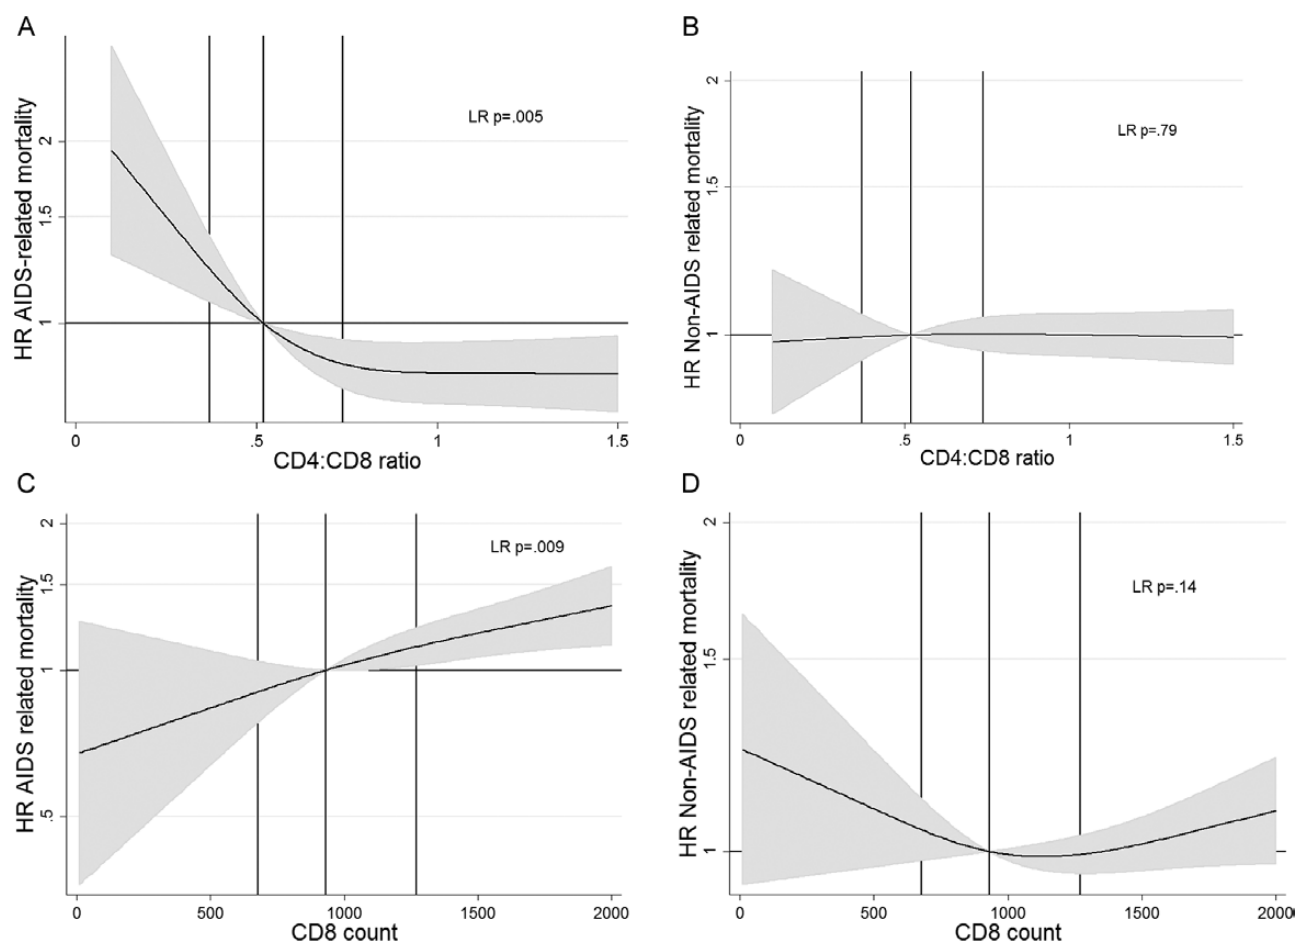 A
HR AIDS-related mortality
2
1.5
1
LR p=.005
0 .5 1 1.5
CD4:CD8 ratio
B
HR Non-AIDS related mortality
2
1.5
1
LR p=.79
0 .5 1 1.5
CD4:CD8 ratio
C
HR AIDS related mortality
2
1.5
1
.5
LR p=.009
0 500 1000 1500 2000
CD8 count
D
HR Non-AIDS related mortality
2
1.5
1
LR p=.14
0 500 1000 1500 2000
CD8 count